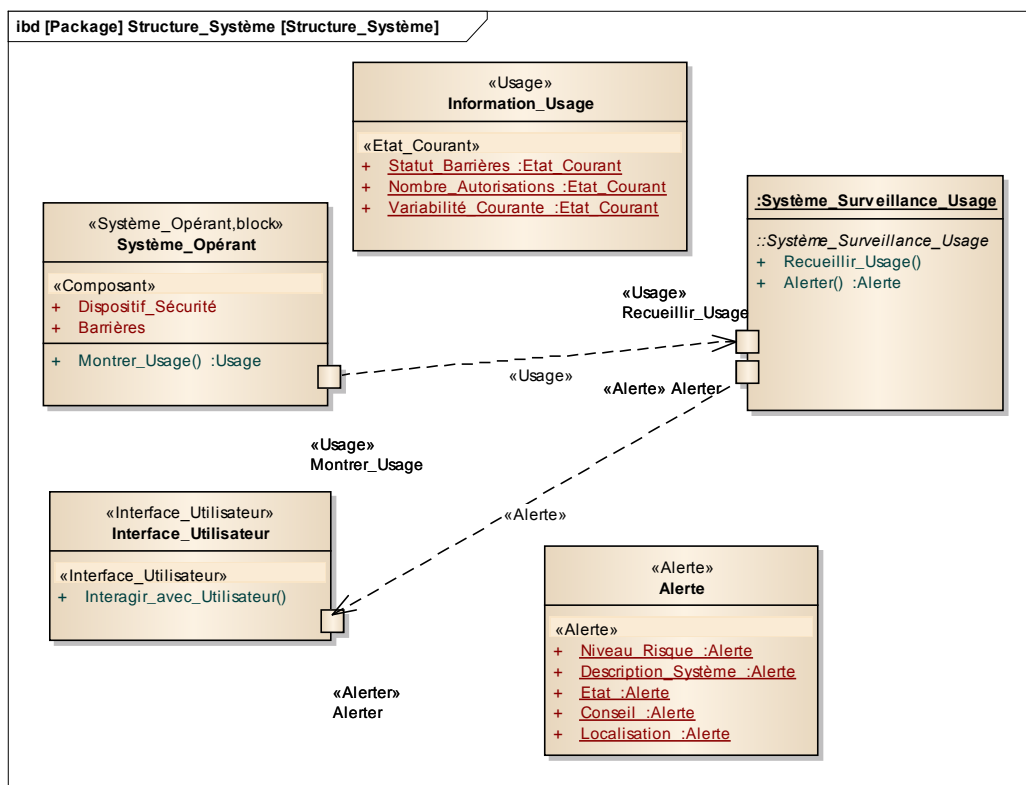 ibd [Package] Structure_Système [Structure_Système]
«Usage»
Information_Usage
«Etat_Courant»
+ Statut_Barrières :Etat_Courant
+ Nombre_Autorisations :Etat_Courant
+ Variabilité_Courante :Etat_Courant
«Système_Opérant,block»
Système_Opérant
«Composant»
+ Dispositif_Sécurité
+ Barrières
+ Montrer_Usage() :Usage
:Système_Surveillance_Usage
::Système_Surveillance_Usage
+ Recueillir_Usage()
+ Alerter() :Alerte
«Usage»
Recueillir_Usage
«Usage»
«Alerte» Alerter
«Usage»
Montrer_Usage
«Interface_Utilisateur»
Interface_Utilisateur
«Interface_Utilisateur»
+ Interagir_avec_Utilisateur()
«Alerte»
«Alerter»
Alerter
«Alerte»
Alerte
«Alerte»
+ Niveau_Risque :Alerte
+ Description_Système :Alerte
+ Etat :Alerte
+ Conseil :Alerte
+ Localisation :Alerte